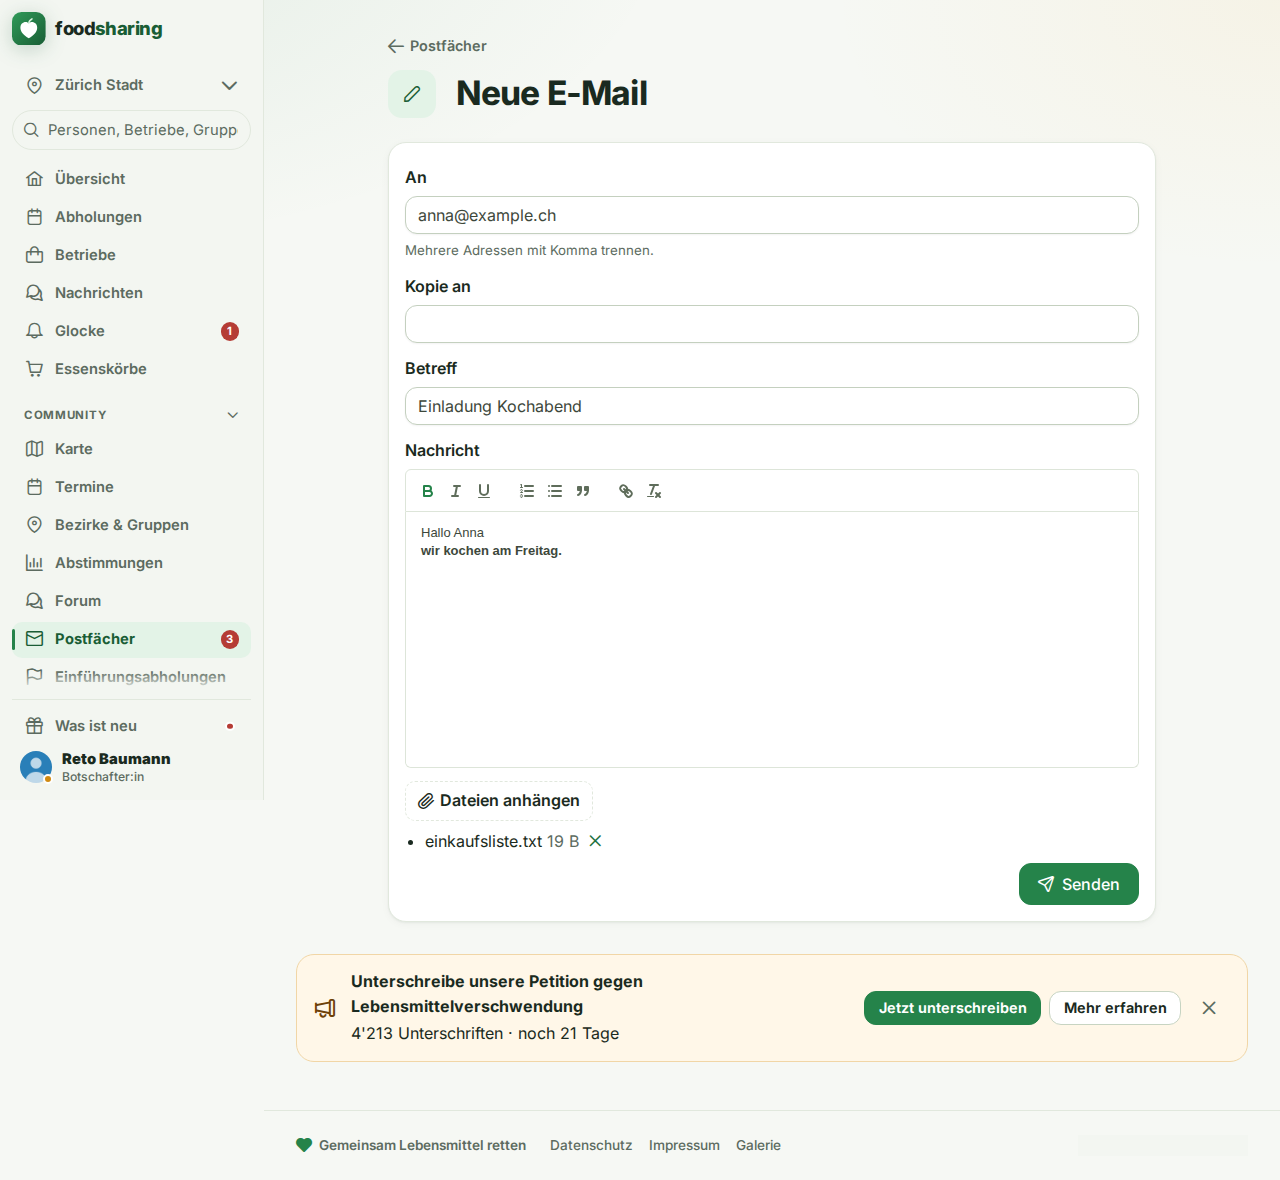 foodsharing
Zürich Stadt
Personen, Betriebe, Grupp
Übersicht
Abholungen
Betriebe
Nachrichten
Glocke 1
Essenskörbe
COMMUNITY
Karte
Termine
Bezirke & Gruppen
Abstimmungen
Forum
Postfächer 3
Einführungsabholungen
Was ist neu
Reto Baumann
Botschafter:in
Postfächer
Neue E-Mail
An
anna@example.ch
Mehrere Adressen mit Komma trennen.
Kopie an
Betreff
Einladung Kochabend
Nachricht
Hallo Anna
wir kochen am Freitag.
Dateien anhängen
einkaufsliste.txt 19 B
Senden
Unterschreibe unsere Petition gegen
Lebensmittelverschwendung
4'213 Unterschriften · noch 21 Tage
Jetzt unterschreiben
Mehr erfahren
Gemeinsam Lebensmittel retten
Datenschutz
Impressum
Galerie